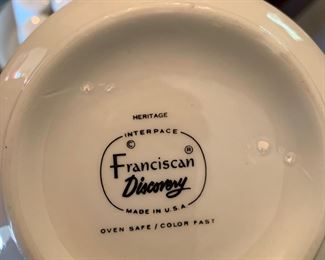 HERITAGE
INTERPACE
© ®
Franciscan
Discovery
MADE IN U.S.A
OVEN SAFE / COLOR FAST